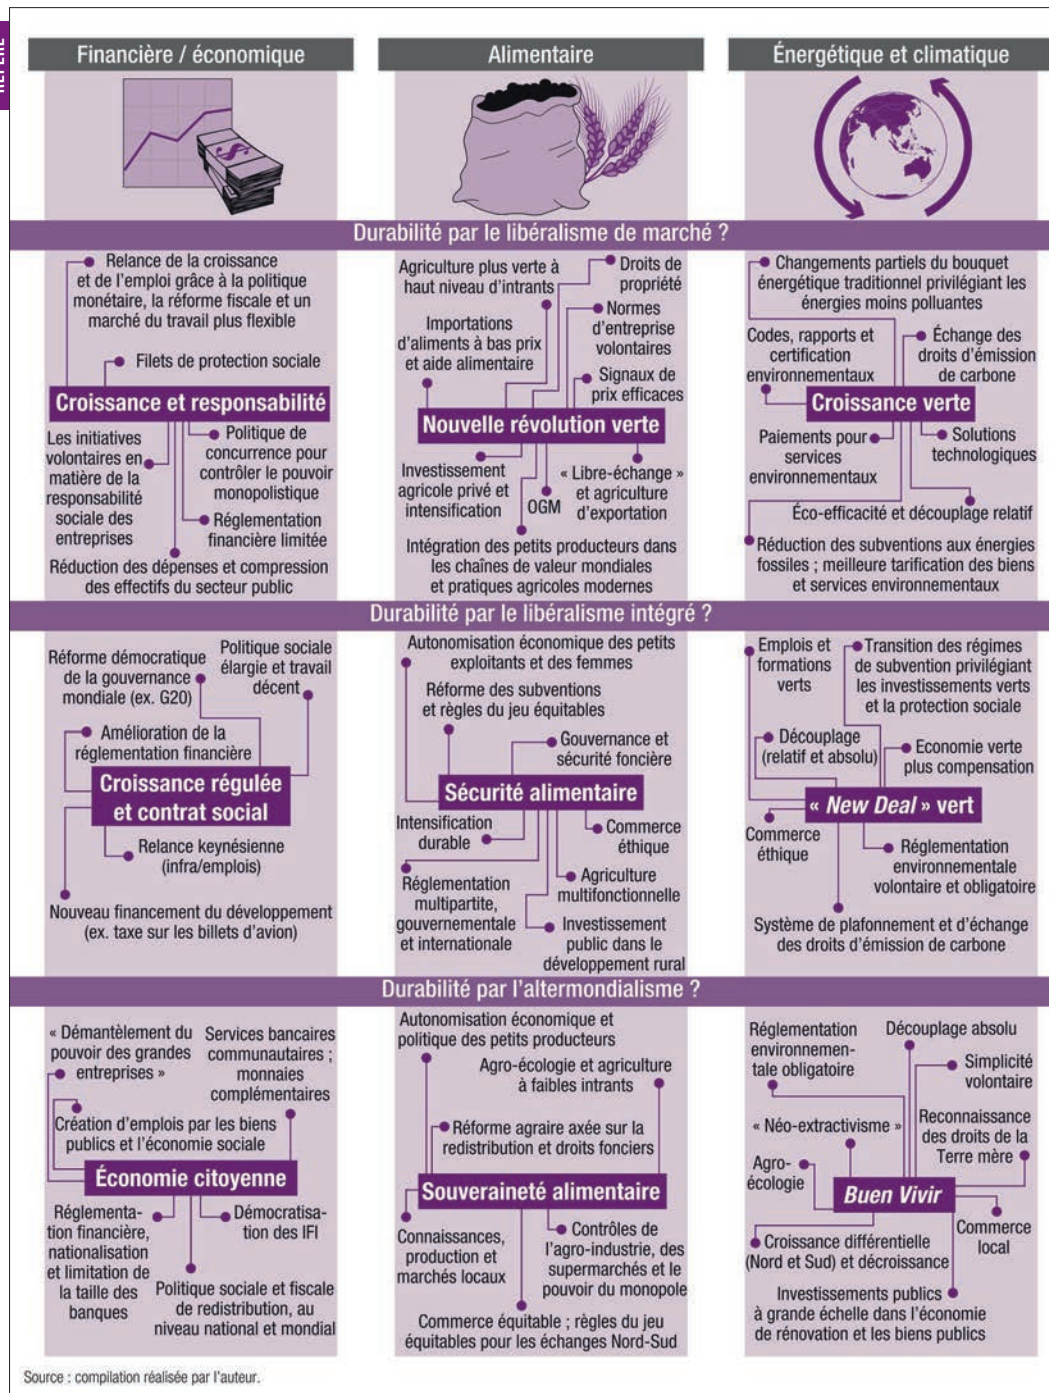 REPÈRE
Financière / économique
Alimentaire
Énergétique et climatique
$
Durabilité par le libéralisme de marché ?
Relance de la croissance
et de l'emploi grâce à la politique
monétaire, la réforme fiscale et un
marché du travail plus flexible
Filets de protection sociale
Croissance et responsabilité
Les initiatives
volontaires en
matière de la
responsabilité
sociale des
entreprises
Politique de
concurrence pour
contrôler le pouvoir
monopolistique
Réglementation
financière limitée
Réduction des dépenses et compression
des effectifs du secteur public
Agriculture plus verte à
haut niveau d'intrants
Droits de
propriété
Importations
d'aliments à bas prix
et aide alimentaire
Normes
d'entreprise
volontaires
Signaux de
prix efficaces
Nouvelle révolution verte
Investissement
agricole privé et
intensification
OGM
« Libre-échange »
et agriculture
d'exportation
Intégration des petits producteurs dans
les chaînes de valeur mondiales
et pratiques agricoles modernes
Changements partiels du bouquet
énergétique traditionnel privilégiant les
énergies moins polluantes
Codes, rapports et
certification
environnementaux
Échange des
droits d'émission
de carbone
Croissance verte
Paiements pour
services
environnementaux
Solutions
technologiques
Éco-efficacité et découplage relatif
Réduction des subventions aux énergies
fossiles ; meilleure tarification des biens
et services environnementaux
Durabilité par le libéralisme intégré ?
Réforme démocratique
de la gouvernance
mondiale (ex. G20)
Politique sociale
élargie et travail
décent
Amélioration de la
réglementation financière
Croissance régulée
et contrat social
Relance keynésienne
(infra/emplois)
Nouveau financement du développement
(ex. taxe sur les billets d'avion)
Autonomisation économique des petits
exploitants et des femmes
Réforme des subventions
et règles du jeu équitables
Gouvernance et
sécurité foncière
Sécurité alimentaire
Intensification
durable
Commerce
éthique
Réglementation
multipartite,
gouvernementale
et internationale
Agriculture
multifonctionnelle
Investissement
public dans le
développement rural
Emplois et
formations
verts
Transition des régimes
de subvention privilégiant
les investissements verts
et la protection sociale
Découplage
(relatif et absolu)
Economie verte
plus compensation
« New Deal » vert
Commerce
éthique
Réglementation
environnementale
volontaire et obligatoire
Système de plafonnement et d'échange
des droits d'émission de carbone
Durabilité par l'altermondialisme ?
« Démantèlement du
pouvoir des grandes
entreprises »
Services bancaires
communautaires ;
monnaies
complémentaires
Création d'emplois par les biens
publics et l'économie sociale
Économie citoyenne
Réglementa-
tion financière,
nationalisation
et limitation de
la taille des
banques
Démocratisa-
tion des IFI
Politique sociale et fiscale
de redistribution, au
niveau national et mondial
Autonomisation économique et
politique des petits producteurs
Agro-écologie et agriculture
à faibles intrants
Réforme agraire axée sur la
redistribution et droits fonciers
Souveraineté alimentaire
Connaissances,
production et
marchés locaux
Contrôles de
l'agro-industrie, des
supermarchés et le
pouvoir du monopole
Commerce équitable ; règles du jeu
équitables pour les échanges Nord-Sud
Réglementation
environnemen-
tale obligatoire
Découplage absolu
Simplicité
volontaire
« Néo-extractivisme »
Reconnaissance
des droits de la
Terre mère
Agro-
écologie
Buen Vivir
Commerce
local
Croissance différentielle
(Nord et Sud) et décroissance
Investissements publics
à grande échelle dans l'économie
de rénovation et les biens publics
Source : compilation réalisée par l'auteur.